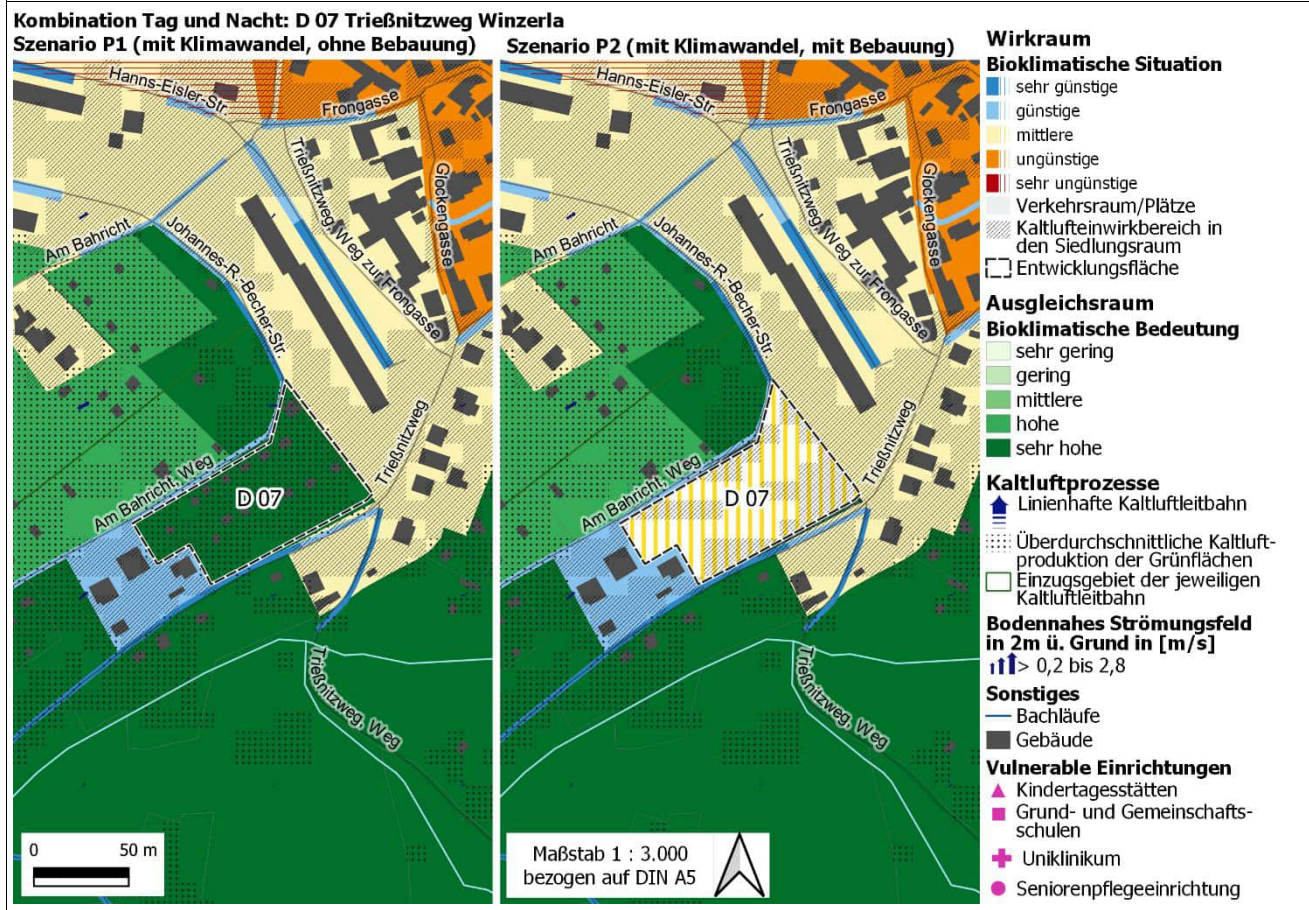 Kombination Tag und Nacht: D 07 Trießnitzweg Winzerla
Szenario P1 (mit Klimawandel, ohne Bebauung)
Szenario P2 (mit Klimawandel, mit Bebauung)
Hanns-Eisler-Str.
Frongasse
Trießnitzweg, Weg zur Frongasse
Glockengasse
Am Bahricht
Johannes-R.-Becher-Str.
Trießnitzweg
Am Bahricht, Weg
D 07
Trießnitzweg, Weg
0 50 m
Hanns-Eisler-Str.
Frongasse
Trießnitzweg, Weg zur Frongasse
Glockengasse
Am Bahricht
Johannes-R.-Becher-Str.
Trießnitzweg
Am Bahricht, Weg
D 07
Trießnitzweg, Weg
Maßstab 1 : 3.000
bezogen auf DIN A5
Wirkraum
Bioklimatische Situation
sehr günstige
günstige
mittlere
ungünstige
sehr ungünstige
Verkehrsraum/Plätze
Kaltlufteinwirkbereich in
den Siedlungsraum
Entwicklungsfläche
Ausgleichsraum
Bioklimatische Bedeutung
sehr gering
gering
mittlere
hohe
sehr hohe
Kaltluftprozesse
Linienhafte Kaltluftleitbahn
Überdurchschnittliche Kaltluft-
produktion der Grünflächen
Einzugsgebiet der jeweiligen
Kaltluftleitbahn
Bodennahes Strömungsfeld
in 2m ü. Grund in [m/s]
> 0,2 bis 2,8
Sonstiges
Bachläufe
Gebäude
Vulnerable Einrichtungen
Kindertagesstätten
Grund- und Gemeinschafts-
schulen
Uniklinikum
Seniorenpflegeeinrichtung